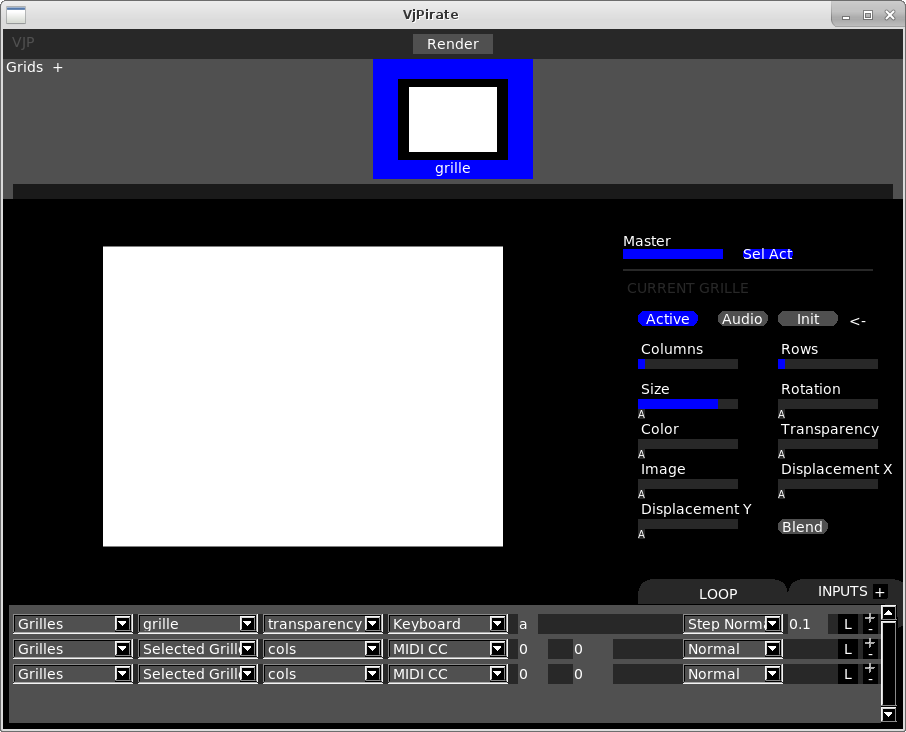 VjPirate
VJP
Render
Grids +
grille
Master
Sel Act
CURRENT GRILLE
Active Audio Init <-
Columns Rows
Size Rotation
A A
Color Transparency
A A
Image Displacement X
A A
Displacement Y
A
Blend
LOOP INPUTS +
Grilles grille transparency Keyboard a Step Norma 0.1 L + -
Grilles Selected Grille cols MIDI CC 0 0 Normal L + -
Grilles Selected Grille cols MIDI CC 0 0 Normal L + -